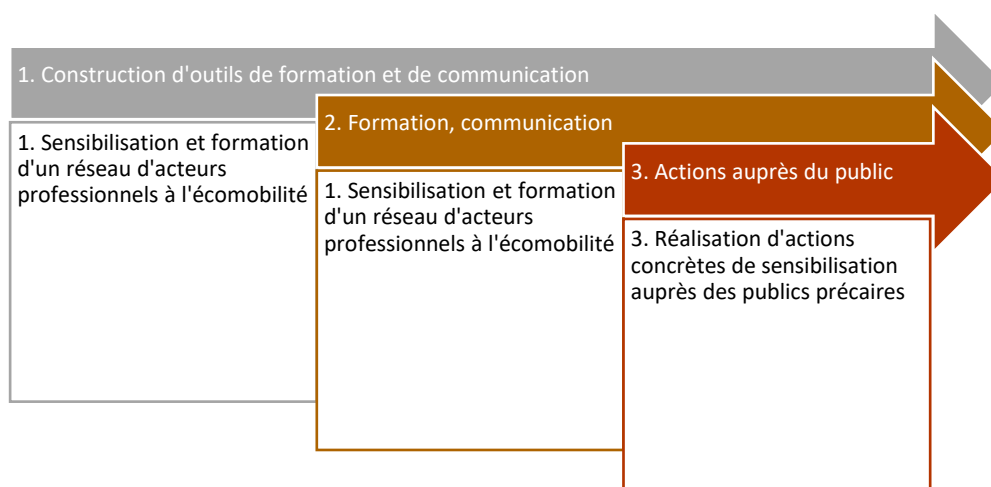 1. Construction d'outils de formation et de communication
1. Sensibilisation et formation
d'un réseau d'acteurs
professionnels à l'écomobilité
2. Formation, communication
1. Sensibilisation et formation
d'un réseau d'acteurs
professionnels à l'écomobilité
3. Actions auprès du public
3. Réalisation d'actions
concrètes de sensibilisation
auprès des publics précaires